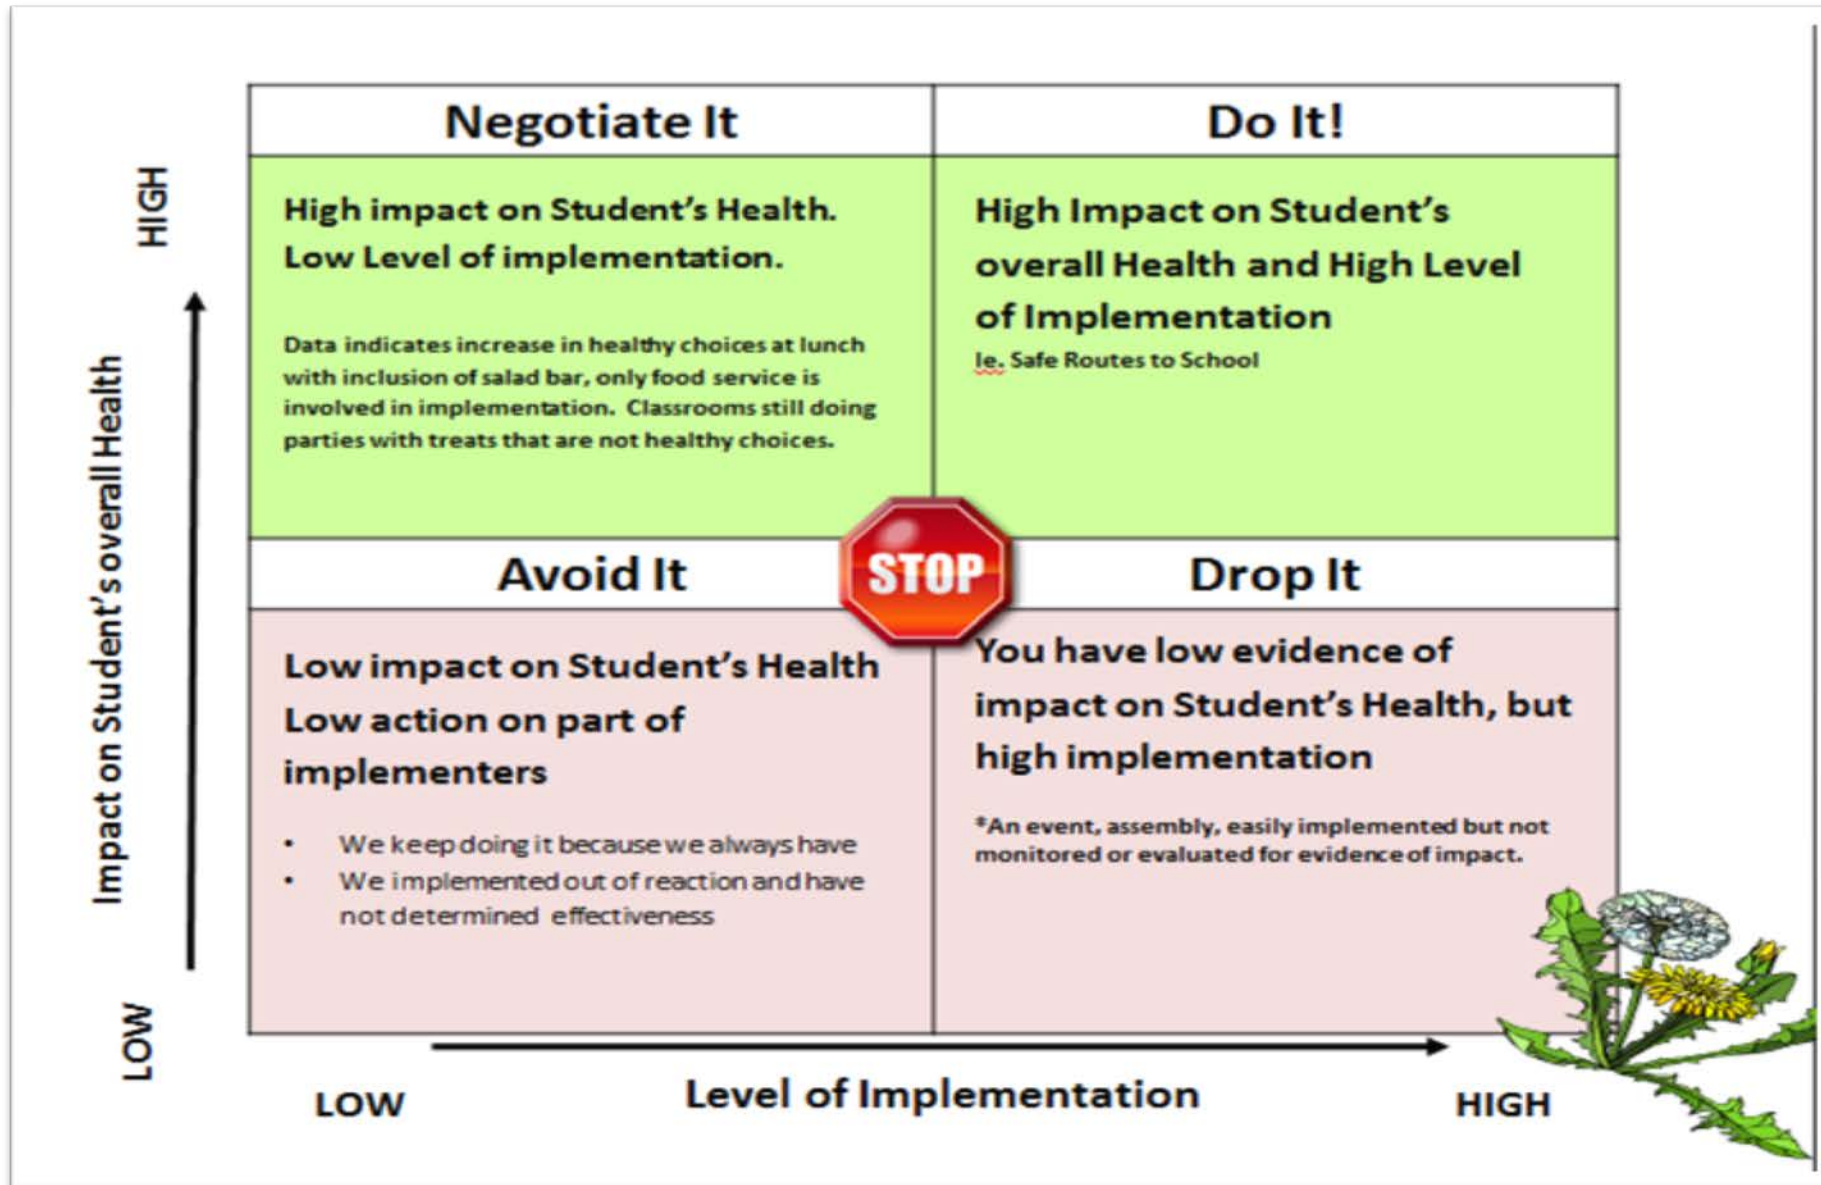 Negotiate It
Do It!
High impact on Student's Health.
Low Level of implementation.
Data indicates increase in healthy choices at lunch
with inclusion of salad bar, only food service is
involved in implementation. Classrooms still doing
parties with treats that are not healthy choices.
High Impact on Student's
overall Health and High Level
of Implementation
Ie. Safe Routes to School
STOP
Avoid It
Drop It
Low impact on Student's Health
Low action on part of
implementers
• We keep doing it because we always have
• We implemented out of reaction and have
not determined effectiveness
You have low evidence of
impact on Student's Health, but
high implementation
*An event, assembly, easily implemented but not
monitored or evaluated for evidence of impact.
HIGH
Impact on Student's overall Health
LOW
LOW
Level of Implementation
HIGH